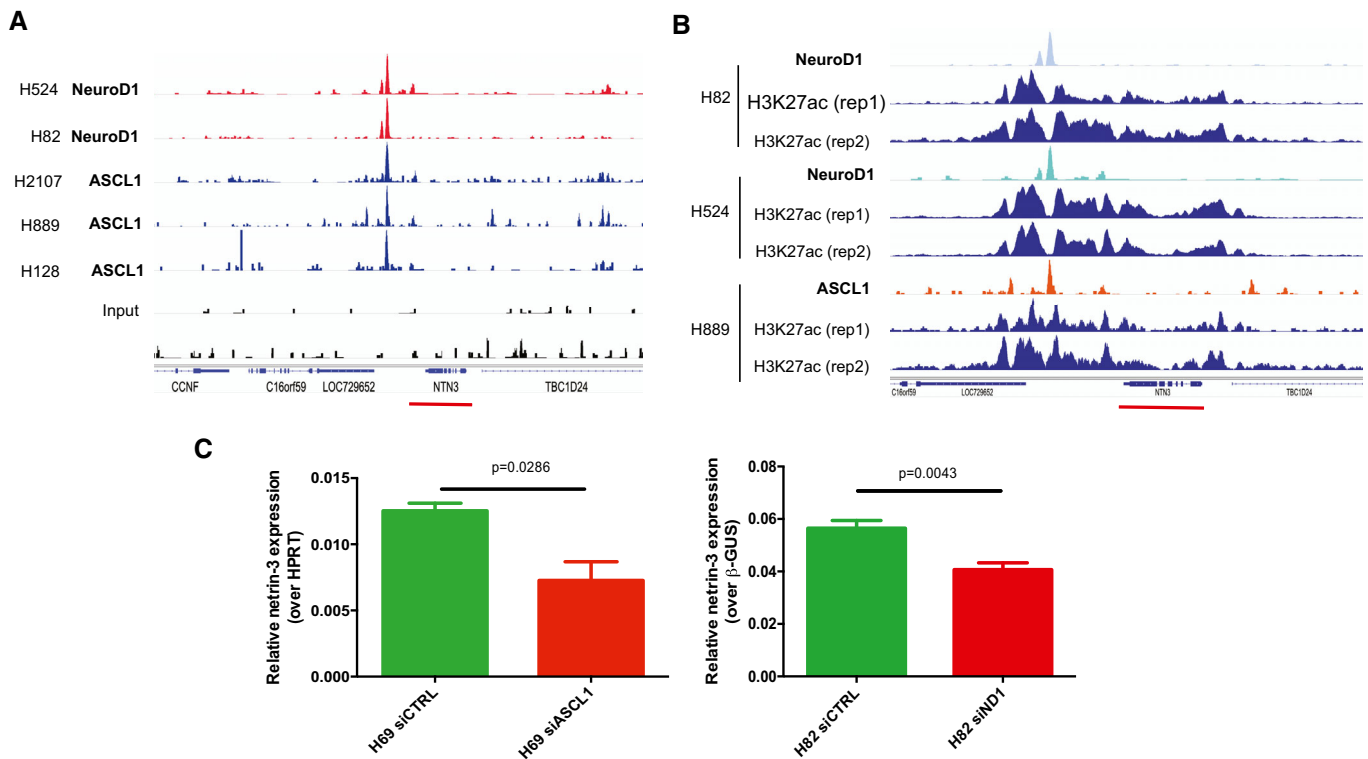 A
H524 NeuroD1
H82 NeuroD1
H2107 ASCL1
H889 ASCL1
H128 ASCL1
Input
CCNF C16orf59 LOC729652 NTN3 TBC1D24
B
NeuroD1
H82
H3K27ac (rep1)
H3K27ac (rep2)
NeuroD1
H524
H3K27ac (rep1)
H3K27ac (rep2)
ASCL1
H889
H3K27ac (rep1)
H3K27ac (rep2)
C16orf59 LOC729652 NTN3 TBC1D24
C
Relative netrin-3 expression
(over HPRT)
0.015
0.010
0.005
0.000
p=0.0286
H69 siCTRL
H69 siASCL1
Relative netrin-3 expression
(over β-GUS)
0.08
0.06
0.04
0.02
0.00
p=0.0043
H82 siCTRL
H82 siND1